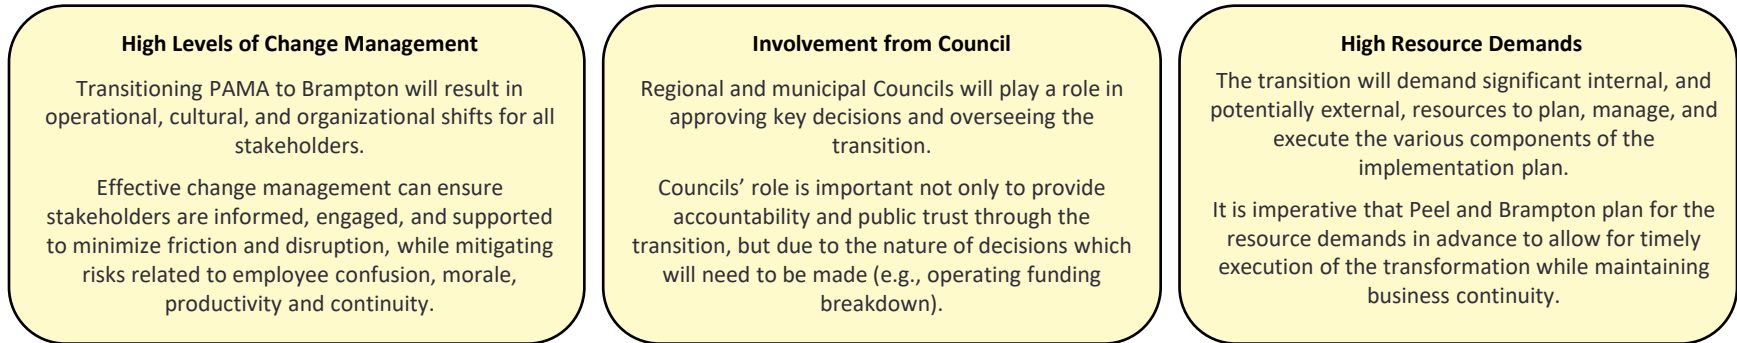 High Levels of Change Management
Transitioning PAMA to Brampton will result in
operational, cultural, and organizational shifts for all
stakeholders.
Effective change management can ensure
stakeholders are informed, engaged, and supported
to minimize friction and disruption, while mitigating
risks related to employee confusion, morale,
productivity and continuity.
Involvement from Council
Regional and municipal Councils will play a role in
approving key decisions and overseeing the
transition.
Councils’ role is important not only to provide
accountability and public trust through the
transition, but due to the nature of decisions which
will need to be made (e.g., operating funding
breakdown).
High Resource Demands
The transition will demand significant internal, and
potentially external, resources to plan, manage, and
execute the various components of the
implementation plan.
It is imperative that Peel and Brampton plan for the
resource demands in advance to allow for timely
execution of the transformation while maintaining
business continuity.